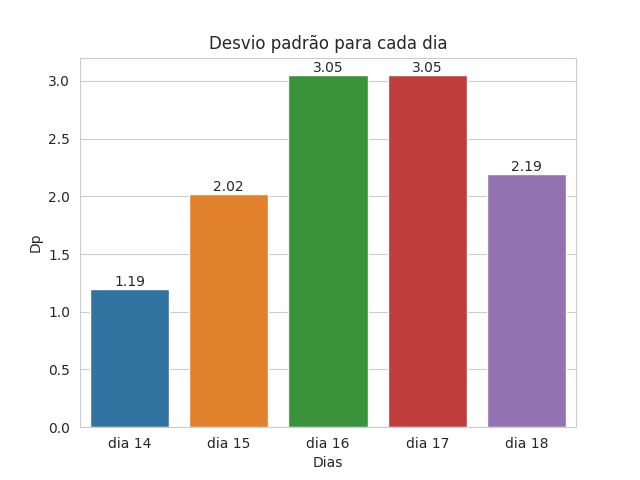 Desvio padrão para cada dia
Dp
3.0
2.5
2.0
1.5
1.0
0.5
0.0
1.19
2.02
3.05
3.05
2.19
dia 14
dia 15
dia 16
dia 17
dia 18
Dias